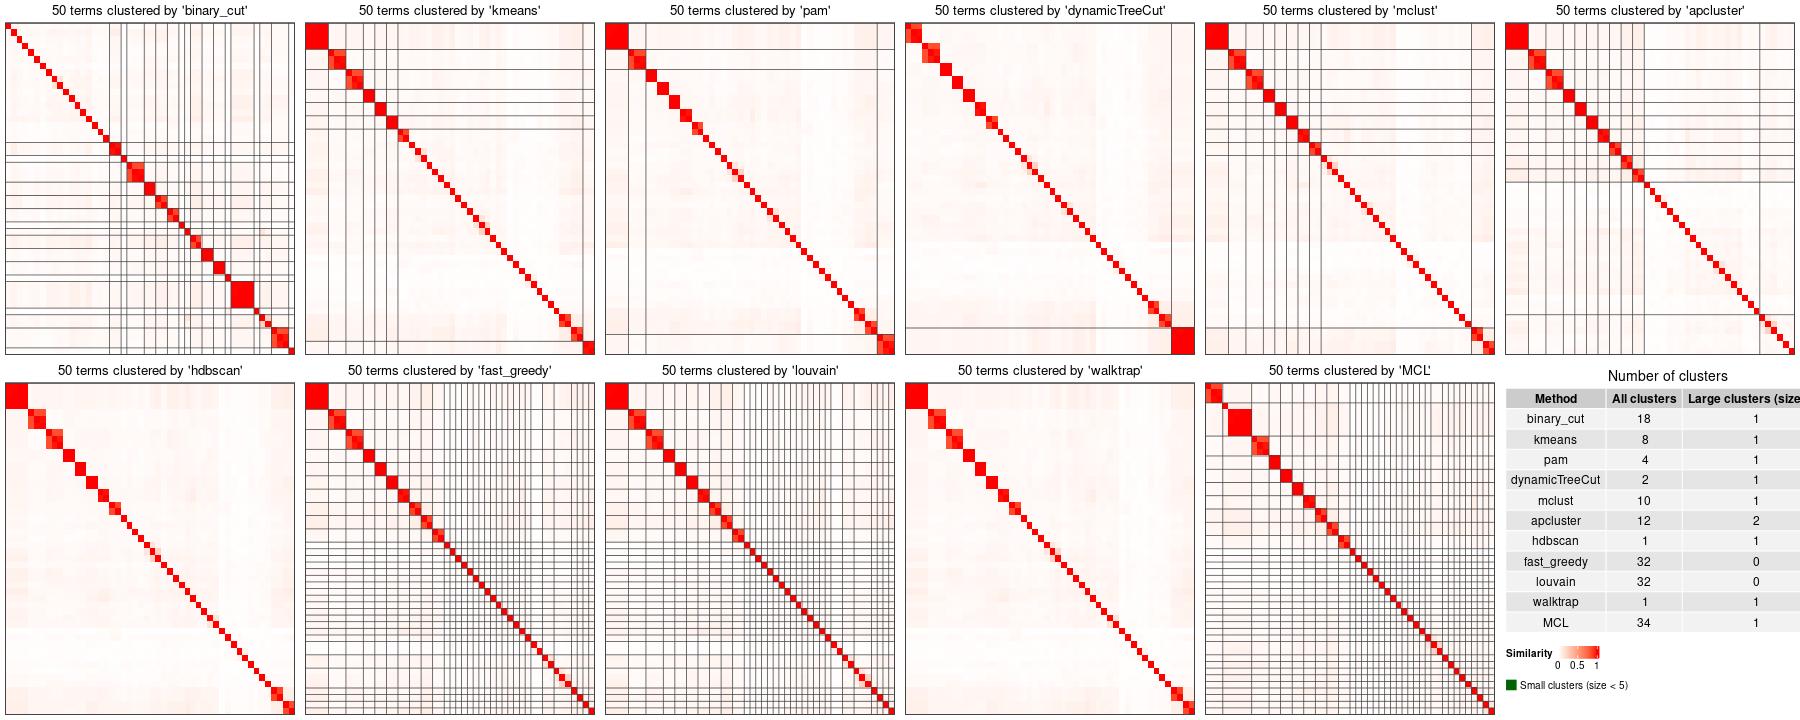 50 terms clustered by 'binary_cut'
50 terms clustered by 'kmeans'
50 terms clustered by 'pam'
50 terms clustered by 'dynamicTreeCut'
50 terms clustered by 'mclust'
50 terms clustered by 'apcluster'
50 terms clustered by 'hdbscan'
50 terms clustered by 'fast_greedy'
50 terms clustered by 'louvain'
50 terms clustered by 'walktrap'
50 terms clustered by 'MCL'
Number of clusters
Method All clusters Large clusters (size
binary_cut 18 1
kmeans 8 1
pam 4 1
dynamicTreeCut 2 1
mclust 10 1
apcluster 12 2
hdbscan 1 1
fast_greedy 32 0
louvain 32 0
walktrap 1 1
MCL 34 1
Similarity
0 0.5 1
Small clusters (size < 5)